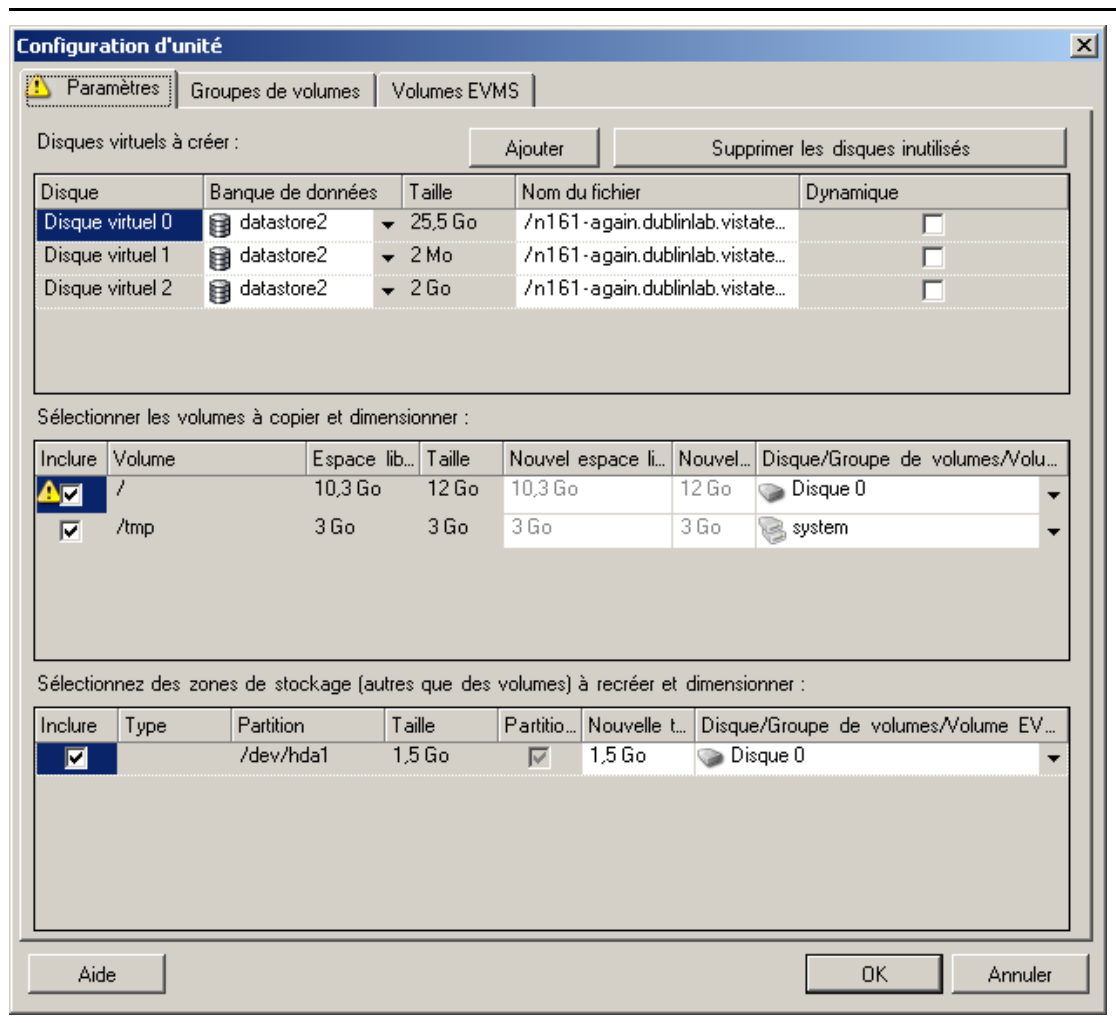 Configuration d'unité
Paramètres Groupes de volumes Volumes EVMS
Disques virtuels à créer : Ajouter Supprimer les disques inutilisés
Disque Banque de données Taille Nom du fichier Dynamique
Disque virtuel 0 datastore2 25,5 Go /n161-again.dublinlab.vistate...
Disque virtuel 1 datastore2 2 Mo /n161-again.dublinlab.vistate...
Disque virtuel 2 datastore2 2 Go /n161-again.dublinlab.vistate...
Sélectionner les volumes à copier et dimensionner :
Inclure Volume Espace lib... Taille Nouvel espace li... Nouvel... Disque/Groupe de volumes/Volu...
/ 10,3 Go 12 Go 10,3 Go 12 Go Disque 0
/tmp 3 Go 3 Go 3 Go 3 Go system
Sélectionnez des zones de stockage (autres que des volumes) à recréer et dimensionner :
Inclure Type Partition Taille Partitio... Nouvelle t... Disque/Groupe de volumes/Volume EV...
/dev/hda1 1,5 Go 1,5 Go Disque 0
Aide OK Annuler